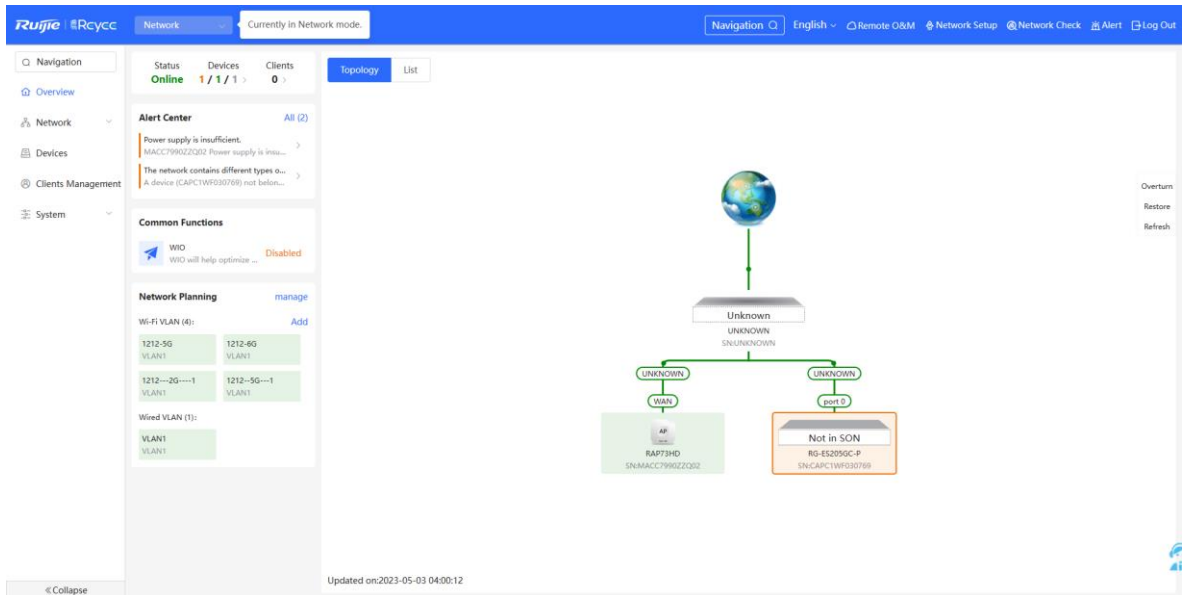 Ruijie Rcycc
Network
Currently in Network mode.
Navigation
English
Remote O&M
Network Setup
Network Check
Alert
Log Out
Navigation
Overview
Network
Devices
Clients Management
System
«Collapse
Status Devices Clients
Online 1 / 1 / 1 > 0 >
Alert Center All (2)
Power supply is insufficient.
MACC7990ZZQ02 Power supply is insu...
The network contains different types o...
A device (CAPC1WF030769) not belon...
Common Functions
WIO
WIO will help optimize ...
Disabled
Network Planning manage
Wi-Fi VLAN (4): Add
1212-5G 1212-6G
VLAN1 VLAN1
1212---2G----1 1212--5G---1
VLAN1 VLAN1
Wired VLAN (1):
VLAN1
VLAN1
Topology List
Overturn
Restore
Refresh
Unknown
UNKNOWN
SN:UNKNOWN
UNKNOWN UNKNOWN
WAN port 0
AP
Not in SON
RAP73HD RG-ES205GC-P
SN:MACC7990ZZQ02 SN:CAPC1WF030769
Updated on:2023-05-03 04:00:12